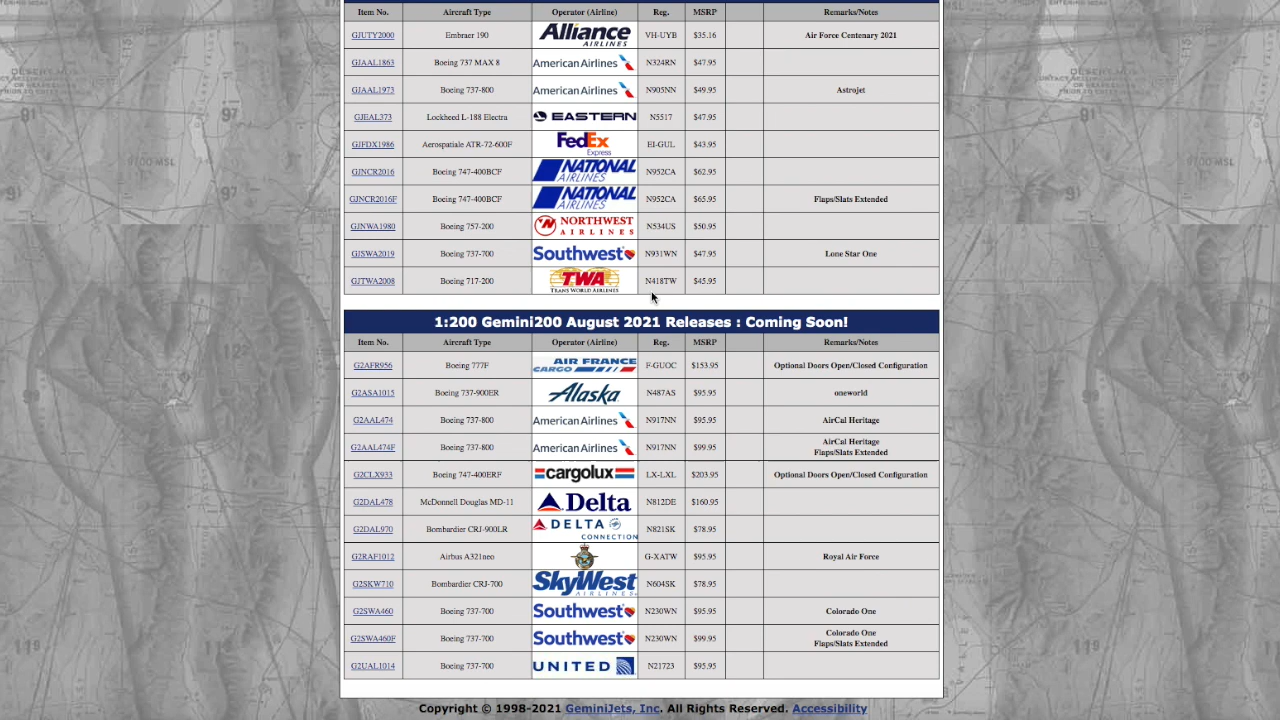 Item No. Aircraft Type Operator (Airline) Reg. MSRP Remarks/Notes
GJUTY2000 Embraer 190 Alliance AIRLINES VH-UYB $35.16 Air Force Centenary 2021
GJAAL1863 Boeing 737 MAX 8 American Airlines N324RN $47.95
GJAAL1973 Boeing 737-800 American Airlines N905NN $49.95 Astrojet
GJEAL373 Lockheed L-188 Electra EASTERN N5517 $47.95
GJFDX1986 Aerospatiale ATR-72-600F FedEx Express EI-GUL $43.95
GJNCR2016 Boeing 747-400BCF NATIONAL AIRLINES N952CA $62.95
GJNCR2016F Boeing 747-400BCF NATIONAL AIRLINES N952CA $65.95 Flaps/Slats Extended
GJNWA1980 Boeing 757-200 NORTHWEST AIRLINES N534US $50.95
GJSWA2019 Boeing 737-700 Southwest N931WN $47.95 Lone Star One
GJTWA2008 Boeing 717-200 TWA TRANS WORLD AIRLINES N418TW $45.95
1:200 Gemini200 August 2021 Releases : Coming Soon!
Item No. Aircraft Type Operator (Airline) Reg. MSRP Remarks/Notes
G2AFR956 Boeing 777F AIR FRANCE CARGO F-GUOC $153.95 Optional Doors Open/Closed Configuration
G2ASA1015 Boeing 737-900ER Alaska N487AS $95.95 oneworld
G2AAL474 Boeing 737-800 American Airlines N917NN $95.95 AirCal Heritage
G2AAL474F Boeing 737-800 American Airlines N917NN $99.95 AirCal Heritage Flaps/Slats Extended
G2CLX933 Boeing 747-400ERF cargolux LX-LXL $203.95 Optional Doors Open/Closed Configuration
G2DAL478 McDonnell Douglas MD-11 Delta N812DE $160.95
G2DAL970 Bombardier CRJ-900LR DELTA CONNECTION N821SK $78.95
G2RAF1012 Airbus A321neo G-XATW $95.95 Royal Air Force
G2SKW710 Bombardier CRJ-700 SkyWest AIRLINES N604SK $78.95
G2SWA460 Boeing 737-700 Southwest N230WN $95.95 Colorado One
G2SWA460F Boeing 737-700 Southwest N230WN $99.95 Colorado One Flaps/Slats Extended
G2UAL1014 Boeing 737-700 UNITED N21723 $95.95
Copyright © 1998-2021 GeminiJets, Inc. All Rights Reserved. Accessibility
9700 MSL
91
97
91
119
119